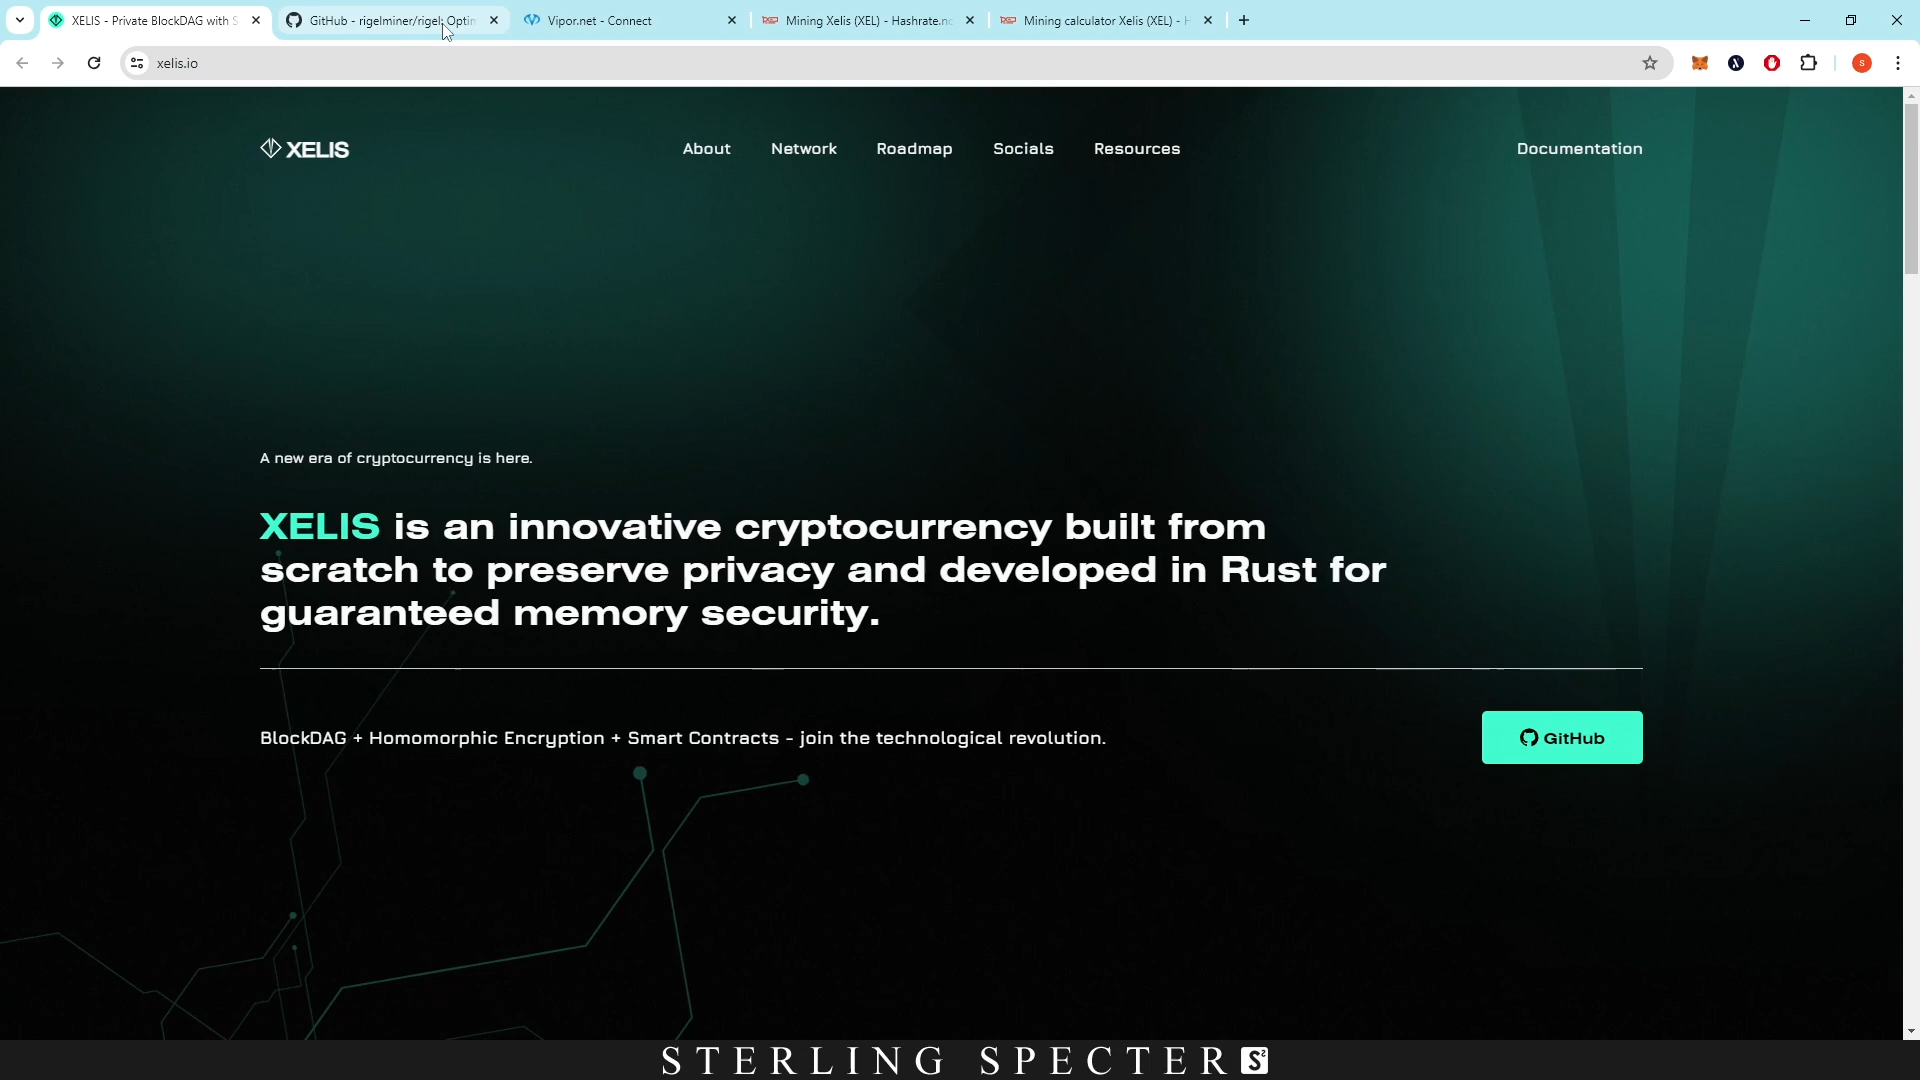 XELIS - Private BlockDAG with S
GitHub - rigelminer/rigel: Optim
Vipor.net - Connect
Mining Xelis (XEL) - Hashrate.no
Mining calculator Xelis (XEL) - H
xelis.io
S
XELIS
About
Network
Roadmap
Socials
Resources
Documentation
A new era of cryptocurrency is here.
XELIS is an innovative cryptocurrency built from
scratch to preserve privacy and developed in Rust for
guaranteed memory security.
BlockDAG + Homomorphic Encryption + Smart Contracts - join the technological revolution.
GitHub
STERLING SPECTER S²